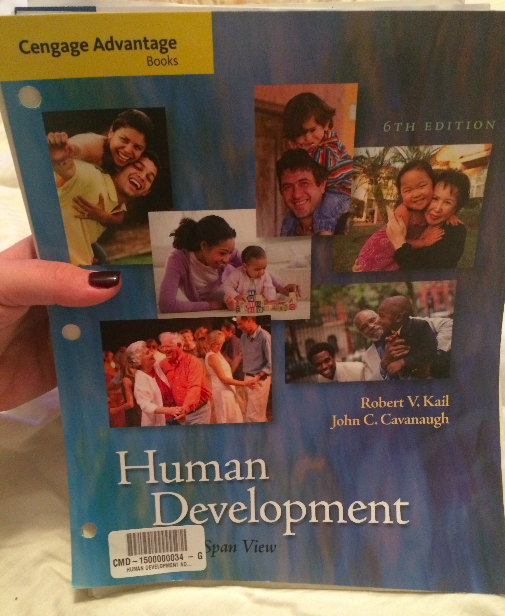 Cengage Advantage
Books
6TH EDITION
Robert V. Kail
John C. Cavanaugh
Human
Development
Span View
CMD-1500000034 - G
HUMAN DEVELOPMENT AD...